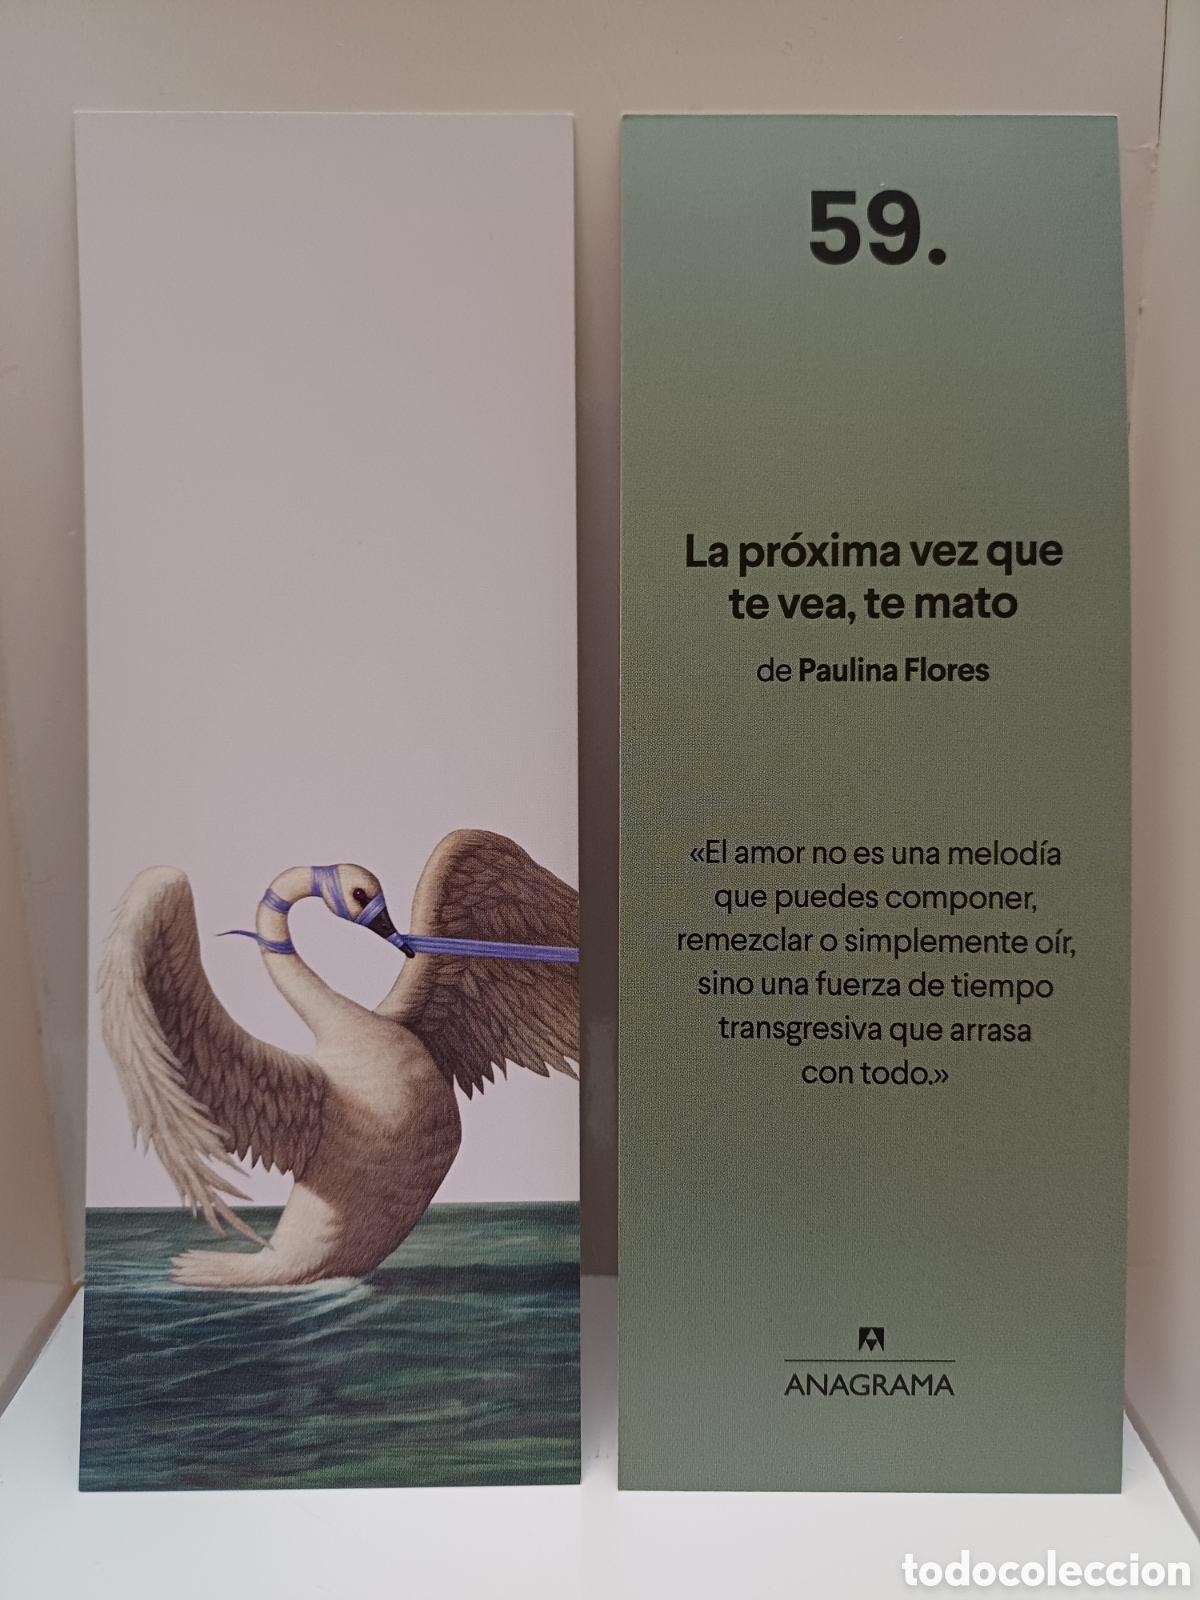 59.
La próxima vez que
te vea, te mato
de Paulina Flores
«El amor no es una melodía
que puedes componer,
remezclar o simplemente oír,
sino una fuerza de tiempo
transgresiva que arrasa
con todo.»
ANAGRAMA
todocoleccion